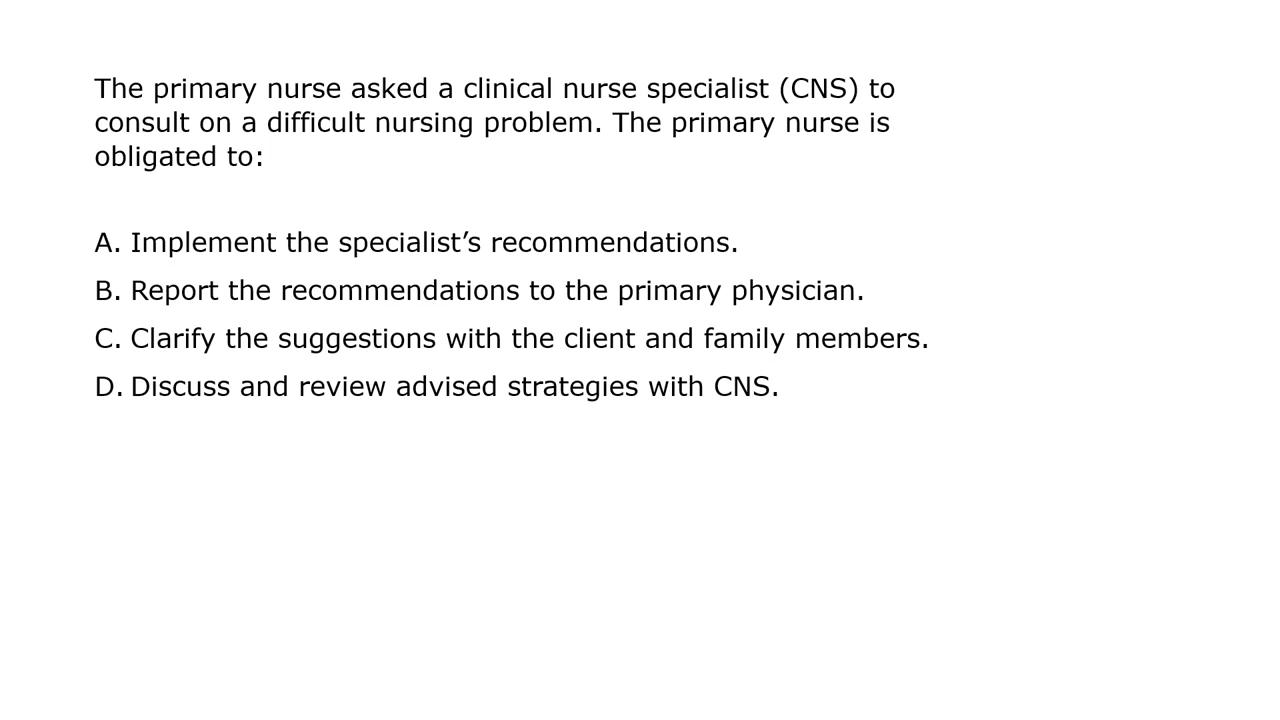 The primary nurse asked a clinical nurse specialist (CNS) to
consult on a difficult nursing problem. The primary nurse is
obligated to:
A. Implement the specialist’s recommendations.
B. Report the recommendations to the primary physician.
C. Clarify the suggestions with the client and family members.
D. Discuss and review advised strategies with CNS.